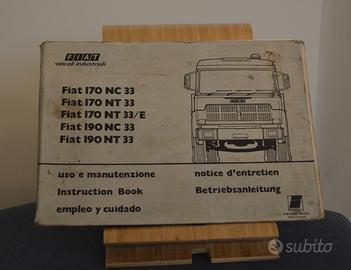 FIAT
veicoli industriali
Fiat 170 NC 33
Fiat 170 NT 33
Fiat 170 NT 33/E
Fiat 190 NC 33
Fiat 190 NT 33
uso e manutenzione
notice d'entretien
Instruction Book
Betriebsanleitung
empleo y cuidado
subito